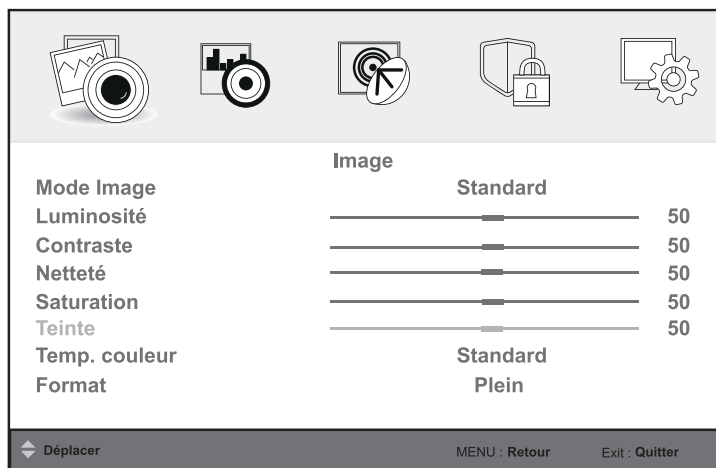 Image
Mode Image Standard
Luminosité 50
Contraste 50
Netteté 50
Saturation 50
Teinte 50
Temp. couleur Standard
Format Plein
Déplacer MENU : Retour Exit : Quitter